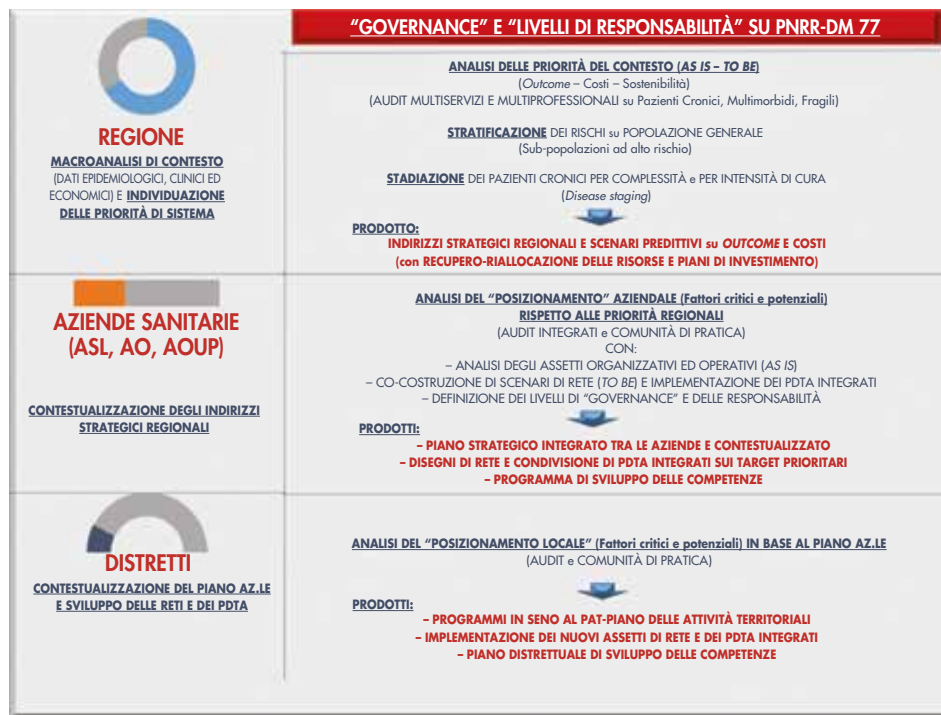 "GOVERNANCE" E "LIVELLI DI RESPONSABILITÀ" SU PNRR-DM 77
REGIONE
MACROANALISI DI CONTESTO
(DATI EPIDEMIOLOGICI, CLINICI ED
ECONOMICI) E INDIVIDUAZIONE
DELLE PRIORITÀ DI SISTEMA
ANALISI DELLE PRIORITÀ DEL CONTESTO (AS IS – TO BE)
(Outcome – Costi – Sostenibilità)
(AUDIT MULTISERVIZI E MULTIPROFESSIONALI su Pazienti Cronici, Multimorbidi, Fragili)
STRATIFICAZIONE DEI RISCHI su POPOLAZIONE GENERALE
(Sub-popolazioni ad alto rischio)
STADIAZIONE DEI PAZIENTI CRONICI PER COMPLESSITÀ e PER INTENSITÀ DI CURA
(Disease staging)
PRODOTTO:
INDIRIZZI STRATEGICI REGIONALI E SCENARI PREDITTIVI su OUTCOME E COSTI
(con RECUPERO-RIALLOCAZIONE DELLE RISORSE E PIANI DI INVESTIMENTO)
AZIENDE SANITARIE
(ASL, AO, AOUP)
CONTESTUALIZZAZIONE DEGLI INDIRIZZI
STRATEGICI REGIONALI
ANALISI DEL "POSIZIONAMENTO" AZIENDALE (Fattori critici e potenziali)
RISPETTO ALLE PRIORITÀ REGIONALI
(AUDIT INTEGRATI e COMUNITÀ DI PRATICA)
CON:
– ANALISI DEGLI ASSETTI ORGANIZZATIVI ED OPERATIVI (AS IS)
– CO-COSTRUZIONE DI SCENARI DI RETE (TO BE) E IMPLEMENTAZIONE DEI PDTA INTEGRATI
– DEFINIZIONE DEI LIVELLI DI "GOVERNANCE" E DELLE RESPONSABILITÀ
PRODOTTI:
– PIANO STRATEGICO INTEGRATO TRA LE AZIENDE E CONTESTUALIZZATO
– DISEGNI DI RETE E CONDIVISIONE DI PDTA INTEGRATI SUI TARGET PRIORITARI
– PROGRAMMA DI SVILUPPO DELLE COMPETENZE
DISTRETTI
CONTESTUALIZZAZIONE DEL PIANO AZ.LE
E SVILUPPO DELLE RETI E DEI PDTA
ANALISI DEL "POSIZIONAMENTO LOCALE" (Fattori critici e potenziali) IN BASE AL PIANO AZ.LE
(AUDIT e COMUNITÀ DI PRATICA)
PRODOTTI:
– PROGRAMMI IN SENO AL PAT-PIANO DELLE ATTIVITÀ TERRITORIALI
– IMPLEMENTAZIONE DEI NUOVI ASSETTI DI RETE E DEI PDTA INTEGRATI
– PIANO DISTRETTUALE DI SVILUPPO DELLE COMPETENZE